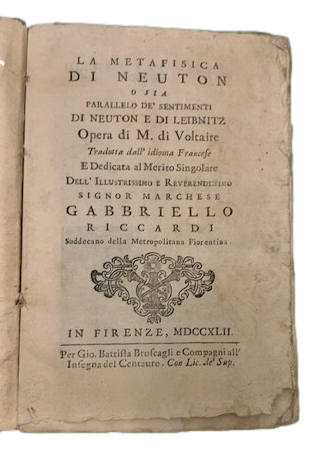 LA METAFISICA
DI NEUTON
O SIA
PARALLELO DE' SENTIMENTI
DI NEUTON E DI LEIBNITZ
Opera di M. di Voltaire
Tradotta dall' idioma Francese
E Dedicata al Merito Singolare
DELL' ILLUSTRISSIMO E REVERENDISSIMO
SIGNOR MARCHESE
GABBRIELLO
RICCARDI
Suddecano della Metropolitana Fiorentina.
IN FIRENZE, MDCCXLII.
Per Gio. Battista Bruscagli e Compagni all'
Insegna del Centauro. Con Lic. de' Sup.